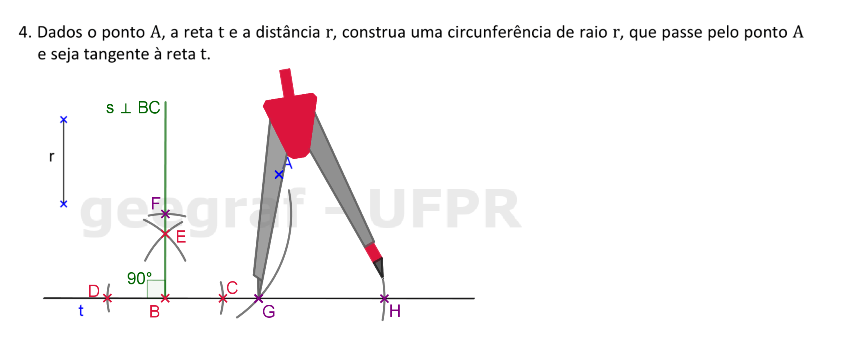 4. Dados o ponto A, a reta t e a distância r, construa uma circunferência de raio r, que passe pelo ponto A
e seja tangente à reta t.
s ⊥ BC
r
A
geograf - UFPR
F
E
90°
D
C
t
B
G
H